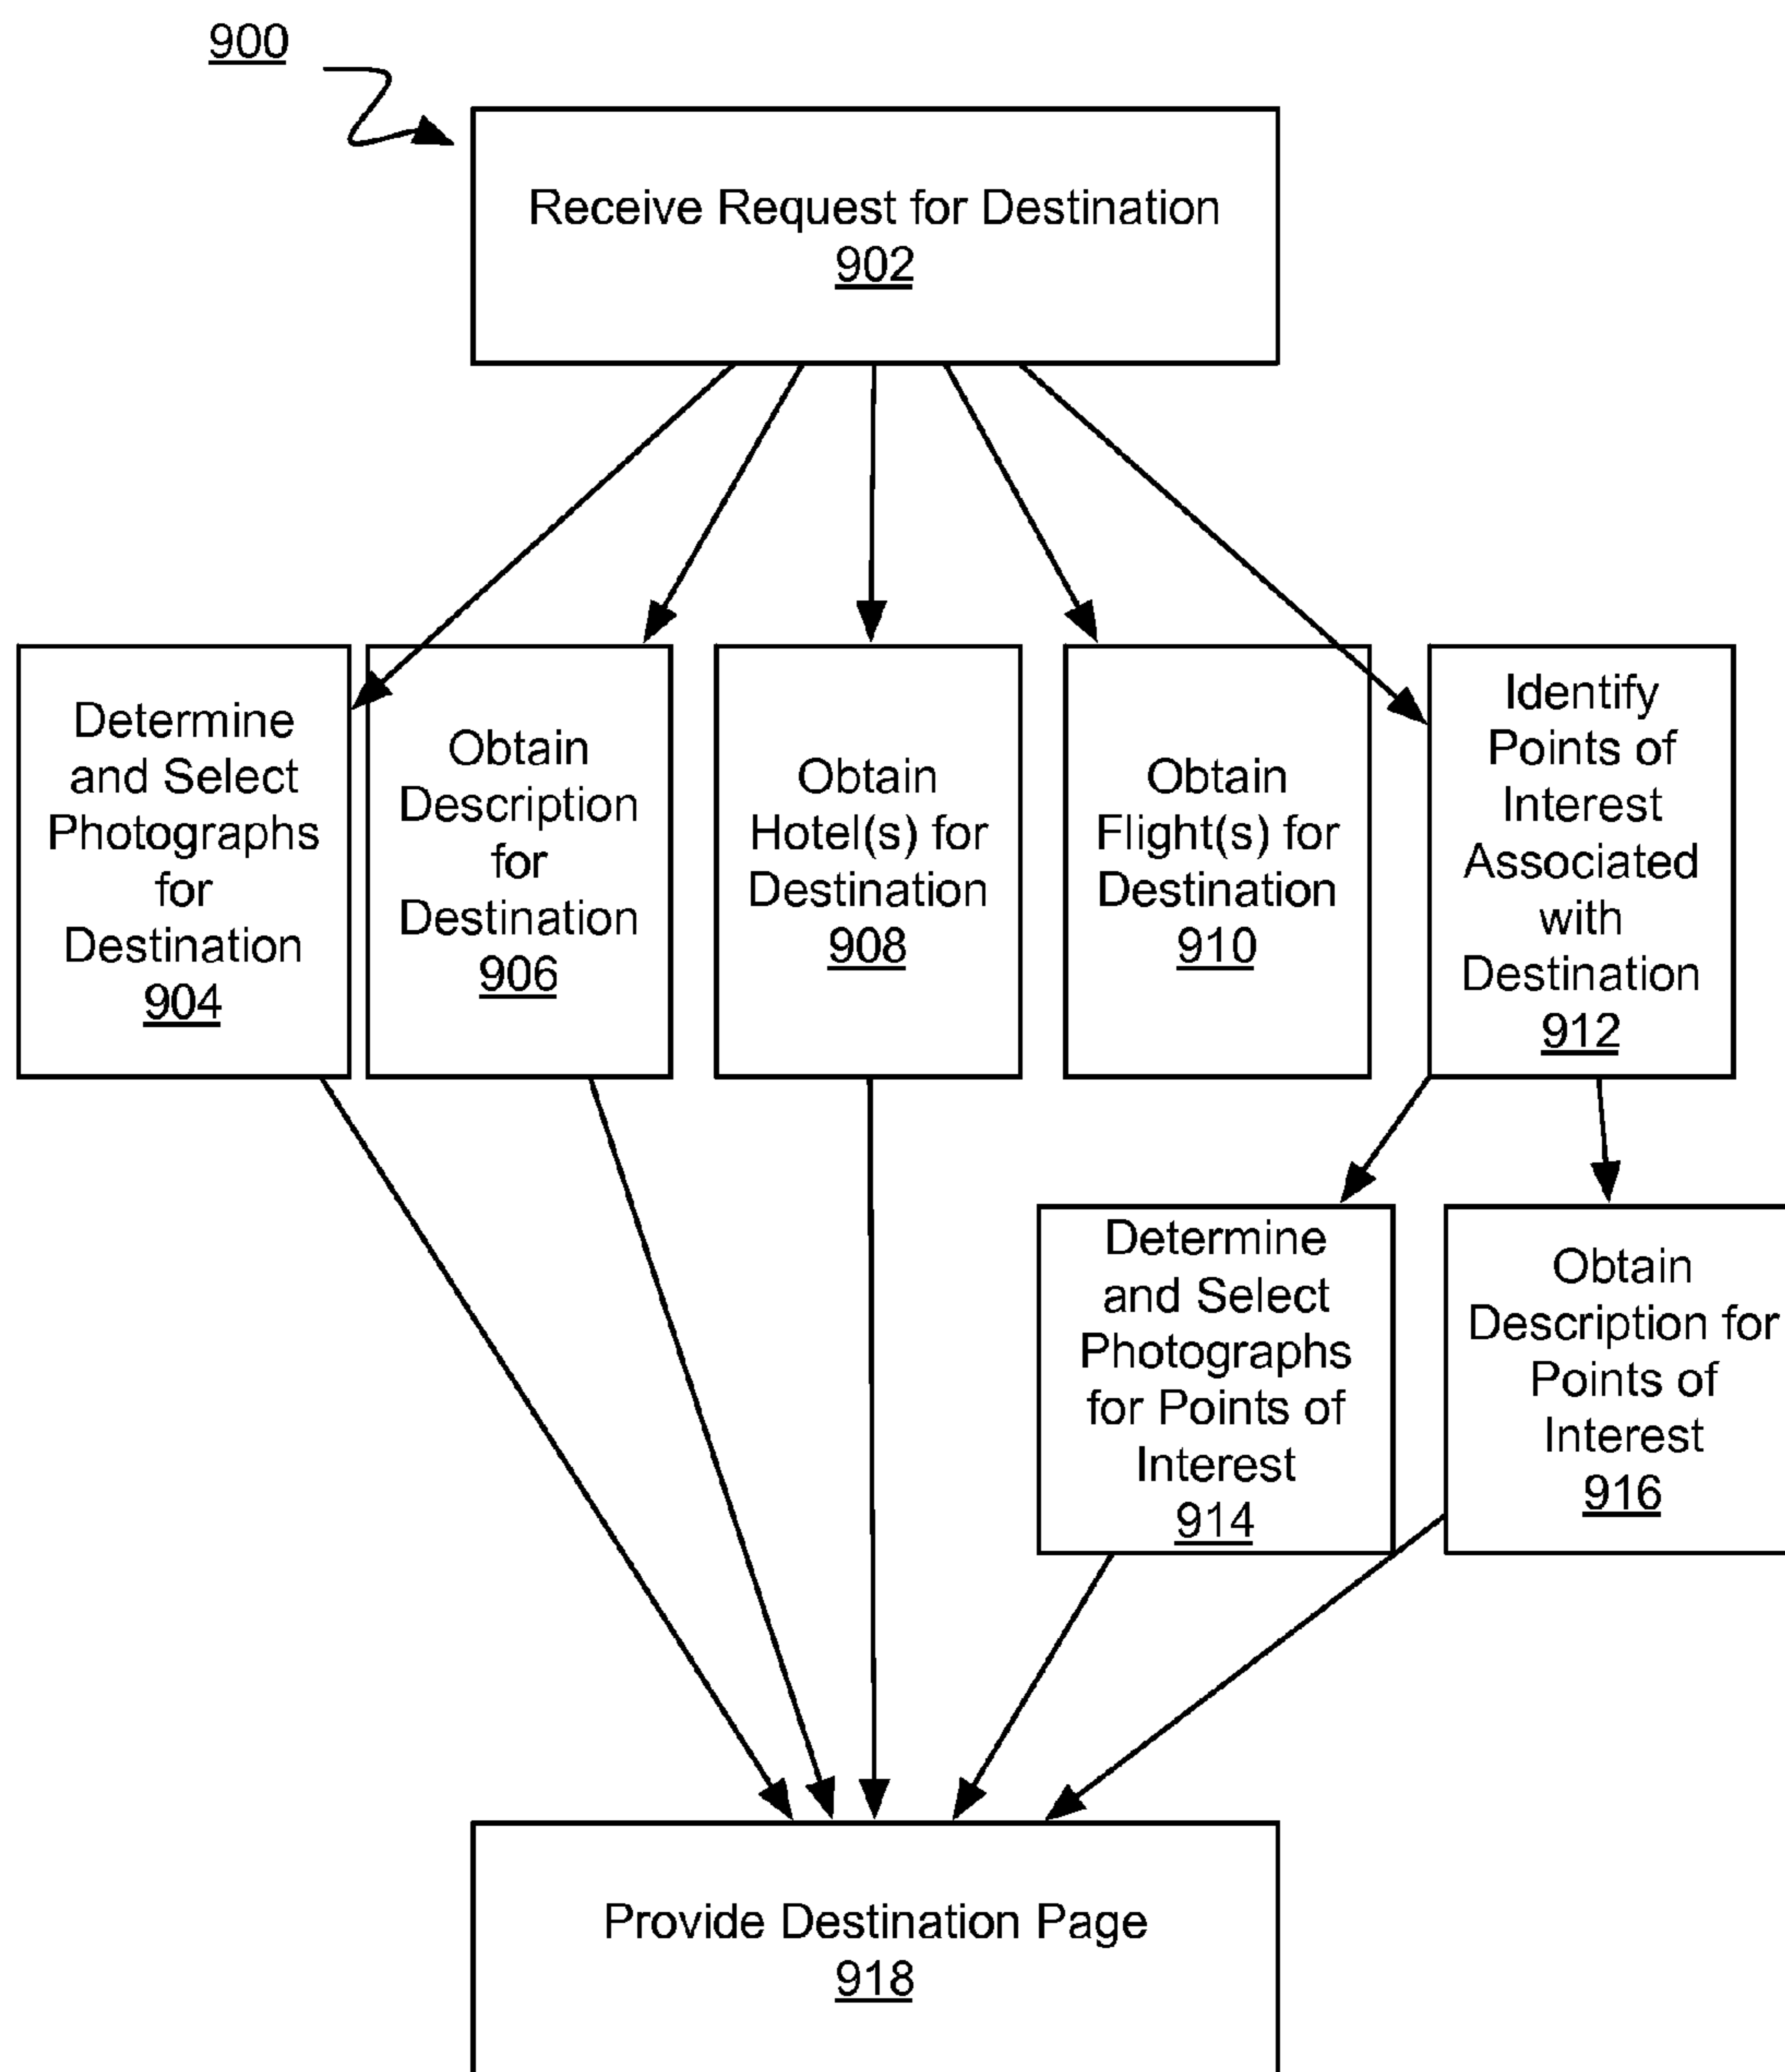 900
Receive Request for Destination
902
Determine
and Select
Photographs
for
Destination
904
Obtain
Description
for
Destination
906
Obtain
Hotel(s) for
Destination
908
Obtain
Flight(s) for
Destination
910
Identify
Points of
Interest
Associated
with
Destination
912
Determine
and Select
Photographs
for Points of
Interest
914
Obtain
Description for
Points of
Interest
916
Provide Destination Page
918